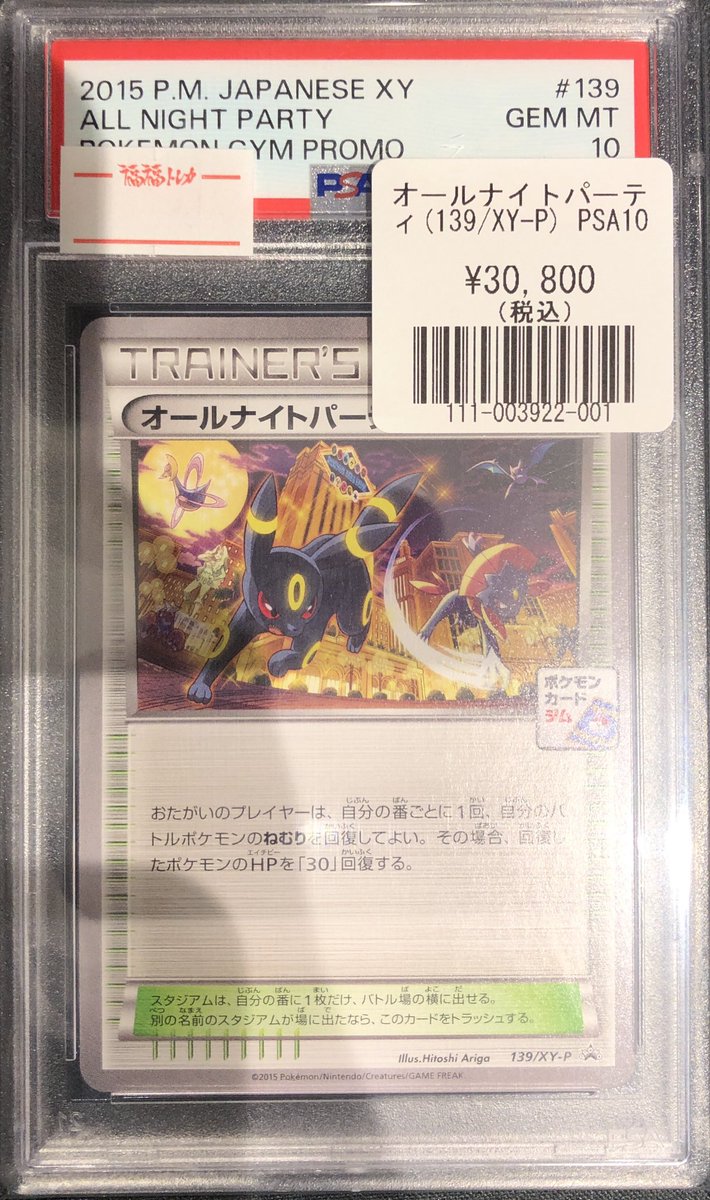 2015 P.M. JAPANESE XY
#139
ALL NIGHT PARTY
GEM MT
POKEMON GYM PROMO
10
PSA
福福トレカ
オールナイトパーテ
ィ(139/XY-P) PSA10
¥30,800
(税込)
111-003922-001
TRAINER'S
オールナイトパーテ
ポケモン
カード
ジム
おたがいのプレイヤーは、自分の番ごとに1回、自分のバ
トルポケモンのねむりを回復してよい。その場合、回復し
たポケモンのHPを「30」回復する。
スタジアムは、自分の番に1枚だけ、バトル場の横に出せる。
別の名前のスタジアムが場に出たなら、このカードをトラッシュする。
Illus.Hitoshi Ariga
139/XY-P
©2015 Pokémon/Nintendo/Creatures/GAME FREAK